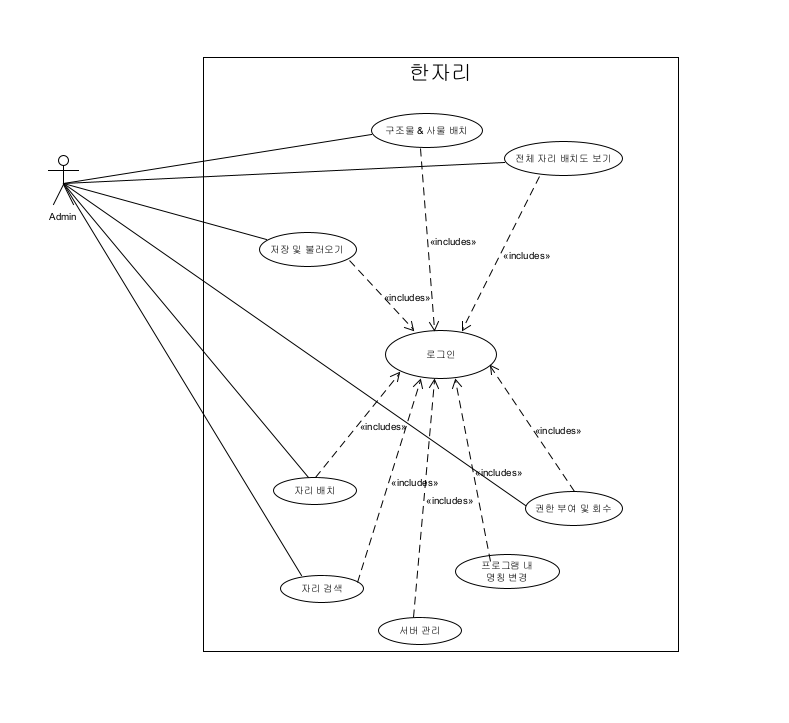 한자리
구조물 & 사물 배치
전체 자리 배치도 보기
Admin
저장 및 불러오기
«includes»
«includes»
«includes»
로그인
«includes»
«includes»
«includes»
«includes»
«includes»
자리 배치
권한 부여 및 회수
프로그램 내
명칭 변경
자리 검색
서버 관리